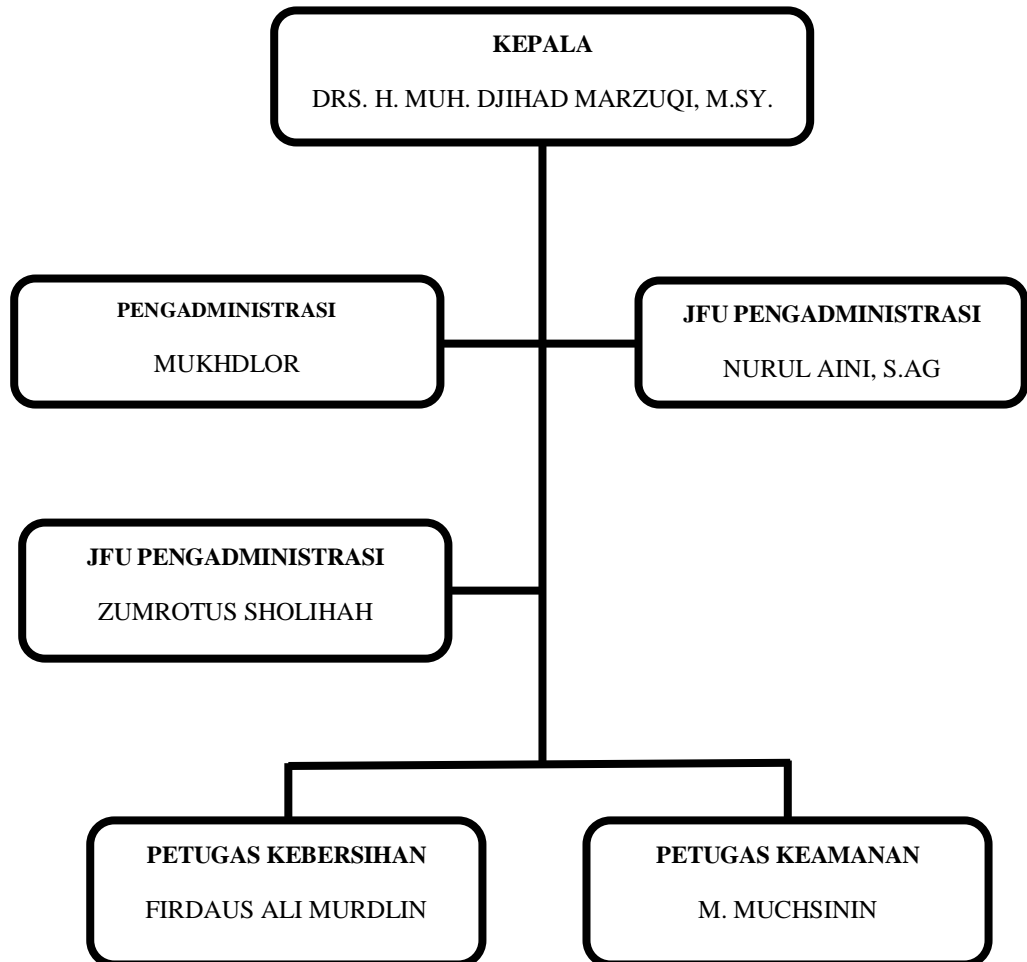 KEPALA
DRS. H. MUH. DJIHAD MARZUQI, M.SY.
PENGADMINISTRASI
MUKHDLOR
JFU PENGADMINISTRASI
NURUL AINI, S.AG
JFU PENGADMINISTRASI
ZUMROTUS SHOLIHAH
PETUGAS KEBERSIHAN
FIRDAUS ALI MURDLIN
PETUGAS KEAMANAN
M. MUCHSININ